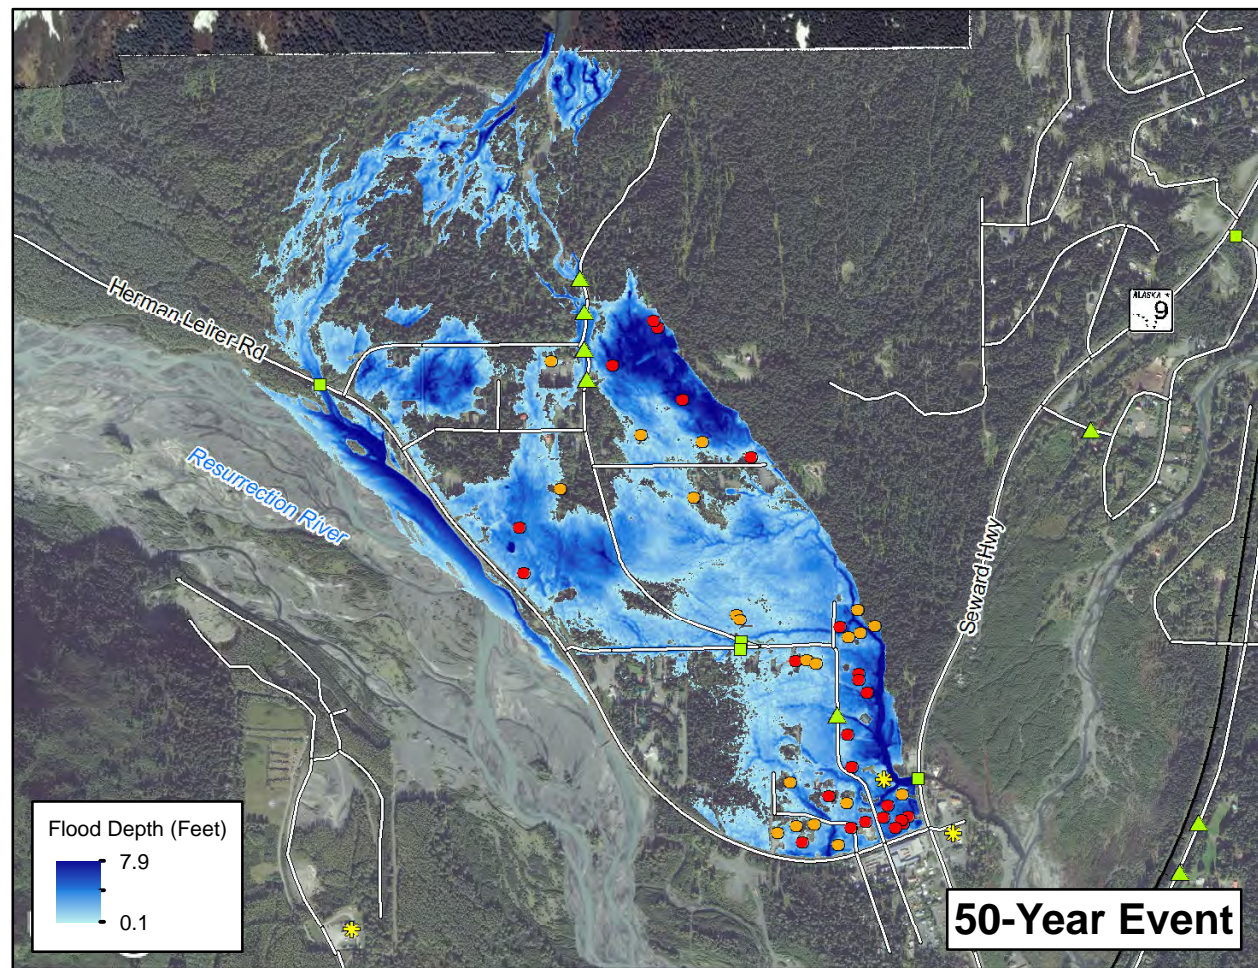 ALASKA
9
Herman Leirer Rd
Resurrection River
Seward Hwy
Flood Depth (Feet)
7.9
0.1
50-Year Event